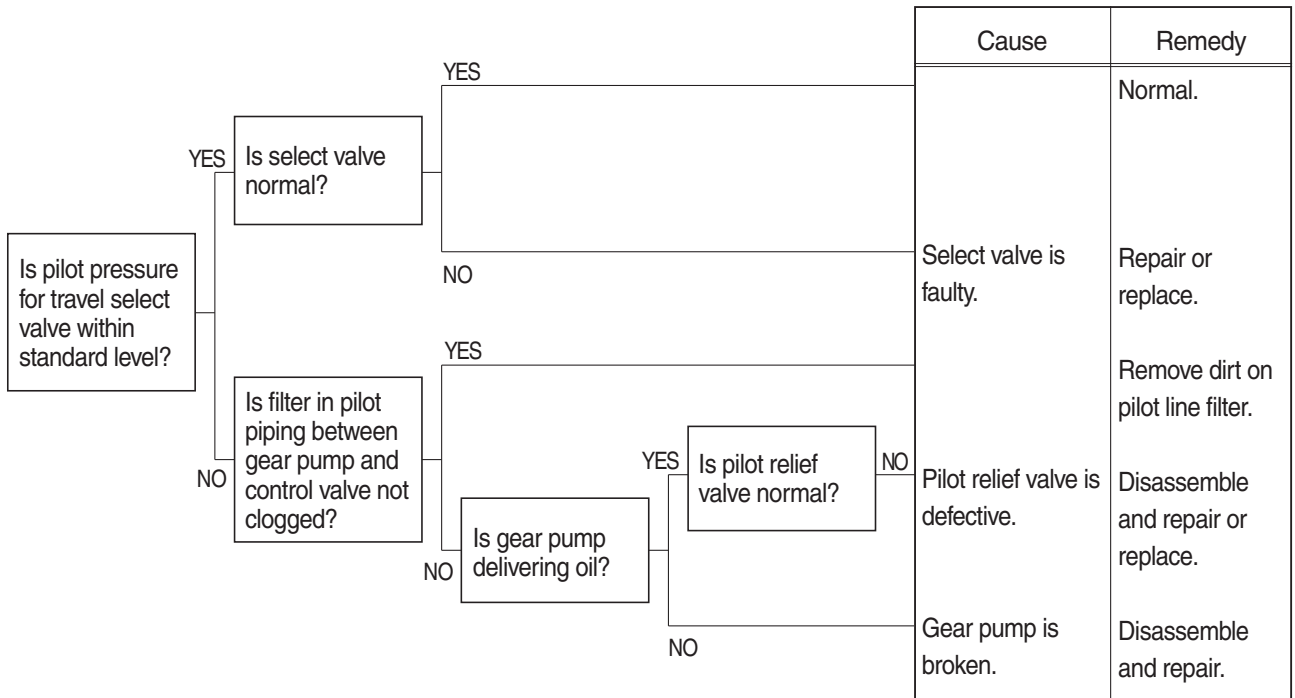 Cause
Remedy
YES
Normal.
YES
Is select valve
normal?
NO
Select valve is
faulty.
Repair or
replace.
Is pilot pressure
for travel select
valve within
standard level?
YES
Remove dirt on
pilot line filter.
NO
Is filter in pilot
piping between
gear pump and
control valve not
clogged?
YES
Is pilot relief
valve normal?
NO
Pilot relief valve is
defective.
Disassemble
and repair or
replace.
NO
Is gear pump
delivering oil?
NO
Gear pump is
broken.
Disassemble
and repair.